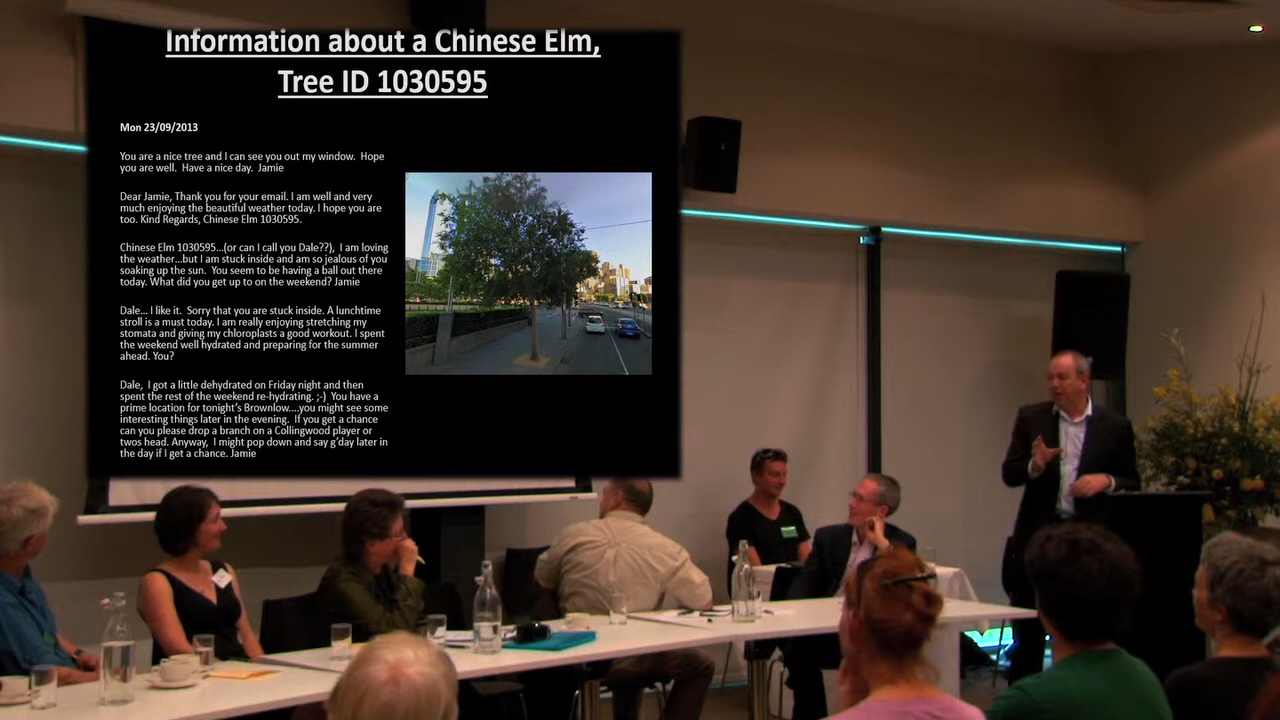 Information about a Chinese Elm,
Tree ID 1030595
Mon 23/09/2013
You are a nice tree and I can see you out my window. Hope
you are well. Have a nice day. Jamie
Dear Jamie, Thank you for your email. I am well and very
much enjoying the beautiful weather today. I hope you are
too. Kind Regards, Chinese Elm 1030595.
Chinese Elm 1030595...(or can I call you Dale??), I am loving
the weather...but I am stuck inside and am so jealous of you
soaking up the sun. You seem to be having a ball out there
today. What did you get up to on the weekend? Jamie
Dale... I like it. Sorry that you are stuck inside. A lunchtime
stroll is a must today. I am really enjoying stretching my
stomata and giving my chloroplasts a good workout. I spent
the weekend well hydrated and preparing for the summer
ahead. You?
Dale, I got a little dehydrated on Friday night and then
spent the rest of the weekend re-hydrating. ;-) You have a
prime location for tonight's Brownlow....you might see some
interesting things later in the evening. If you get a chance
can you please drop a branch on a Collingwood player or
twos head. Anyway, I might pop down and say g'day later in
the day if I get a chance. Jamie